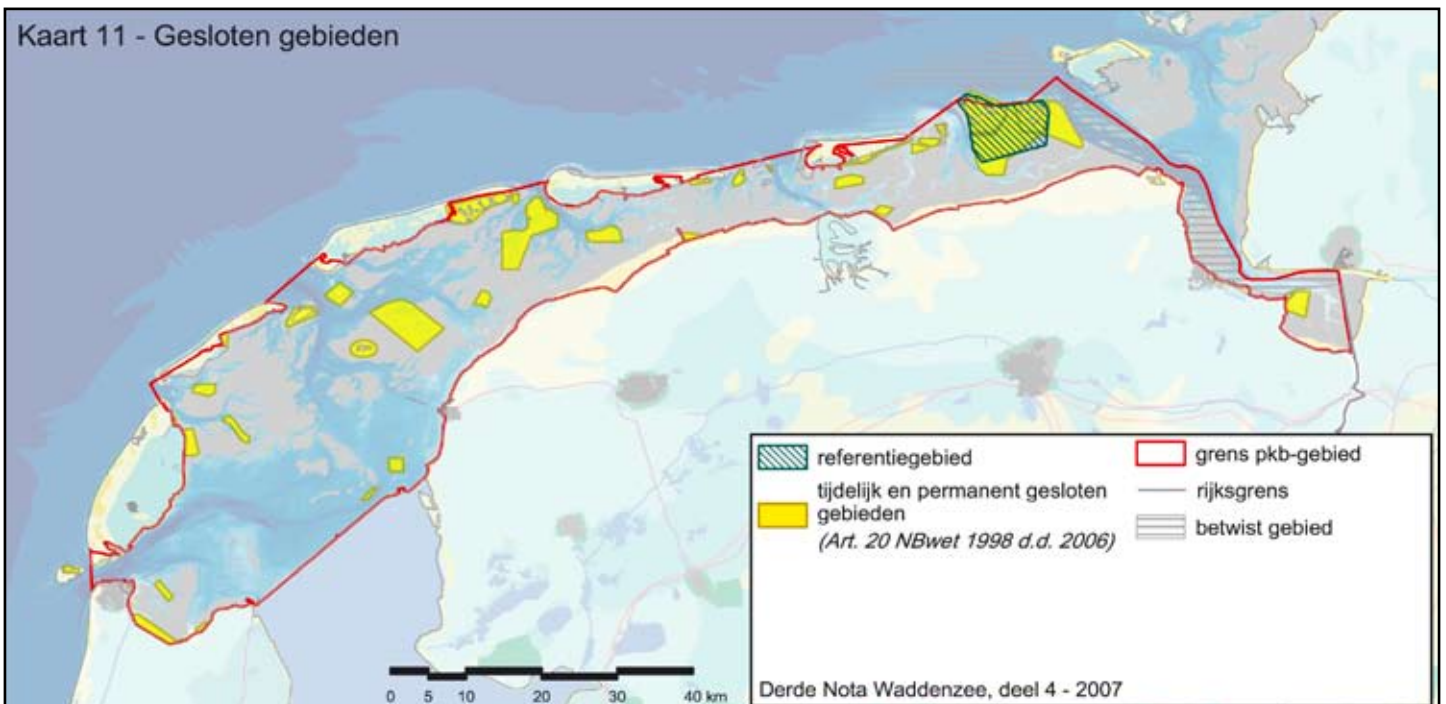 Kaart 11 - Gesloten gebieden
referentiegebied
tijdelijk en permanent gesloten
gebieden
(Art. 20 NBwet 1998 d.d. 2006)
grens pkb-gebied
rijksgrens
betwist gebied
0 5 10 20 30 40 km
Derde Nota Waddenzee, deel 4 - 2007